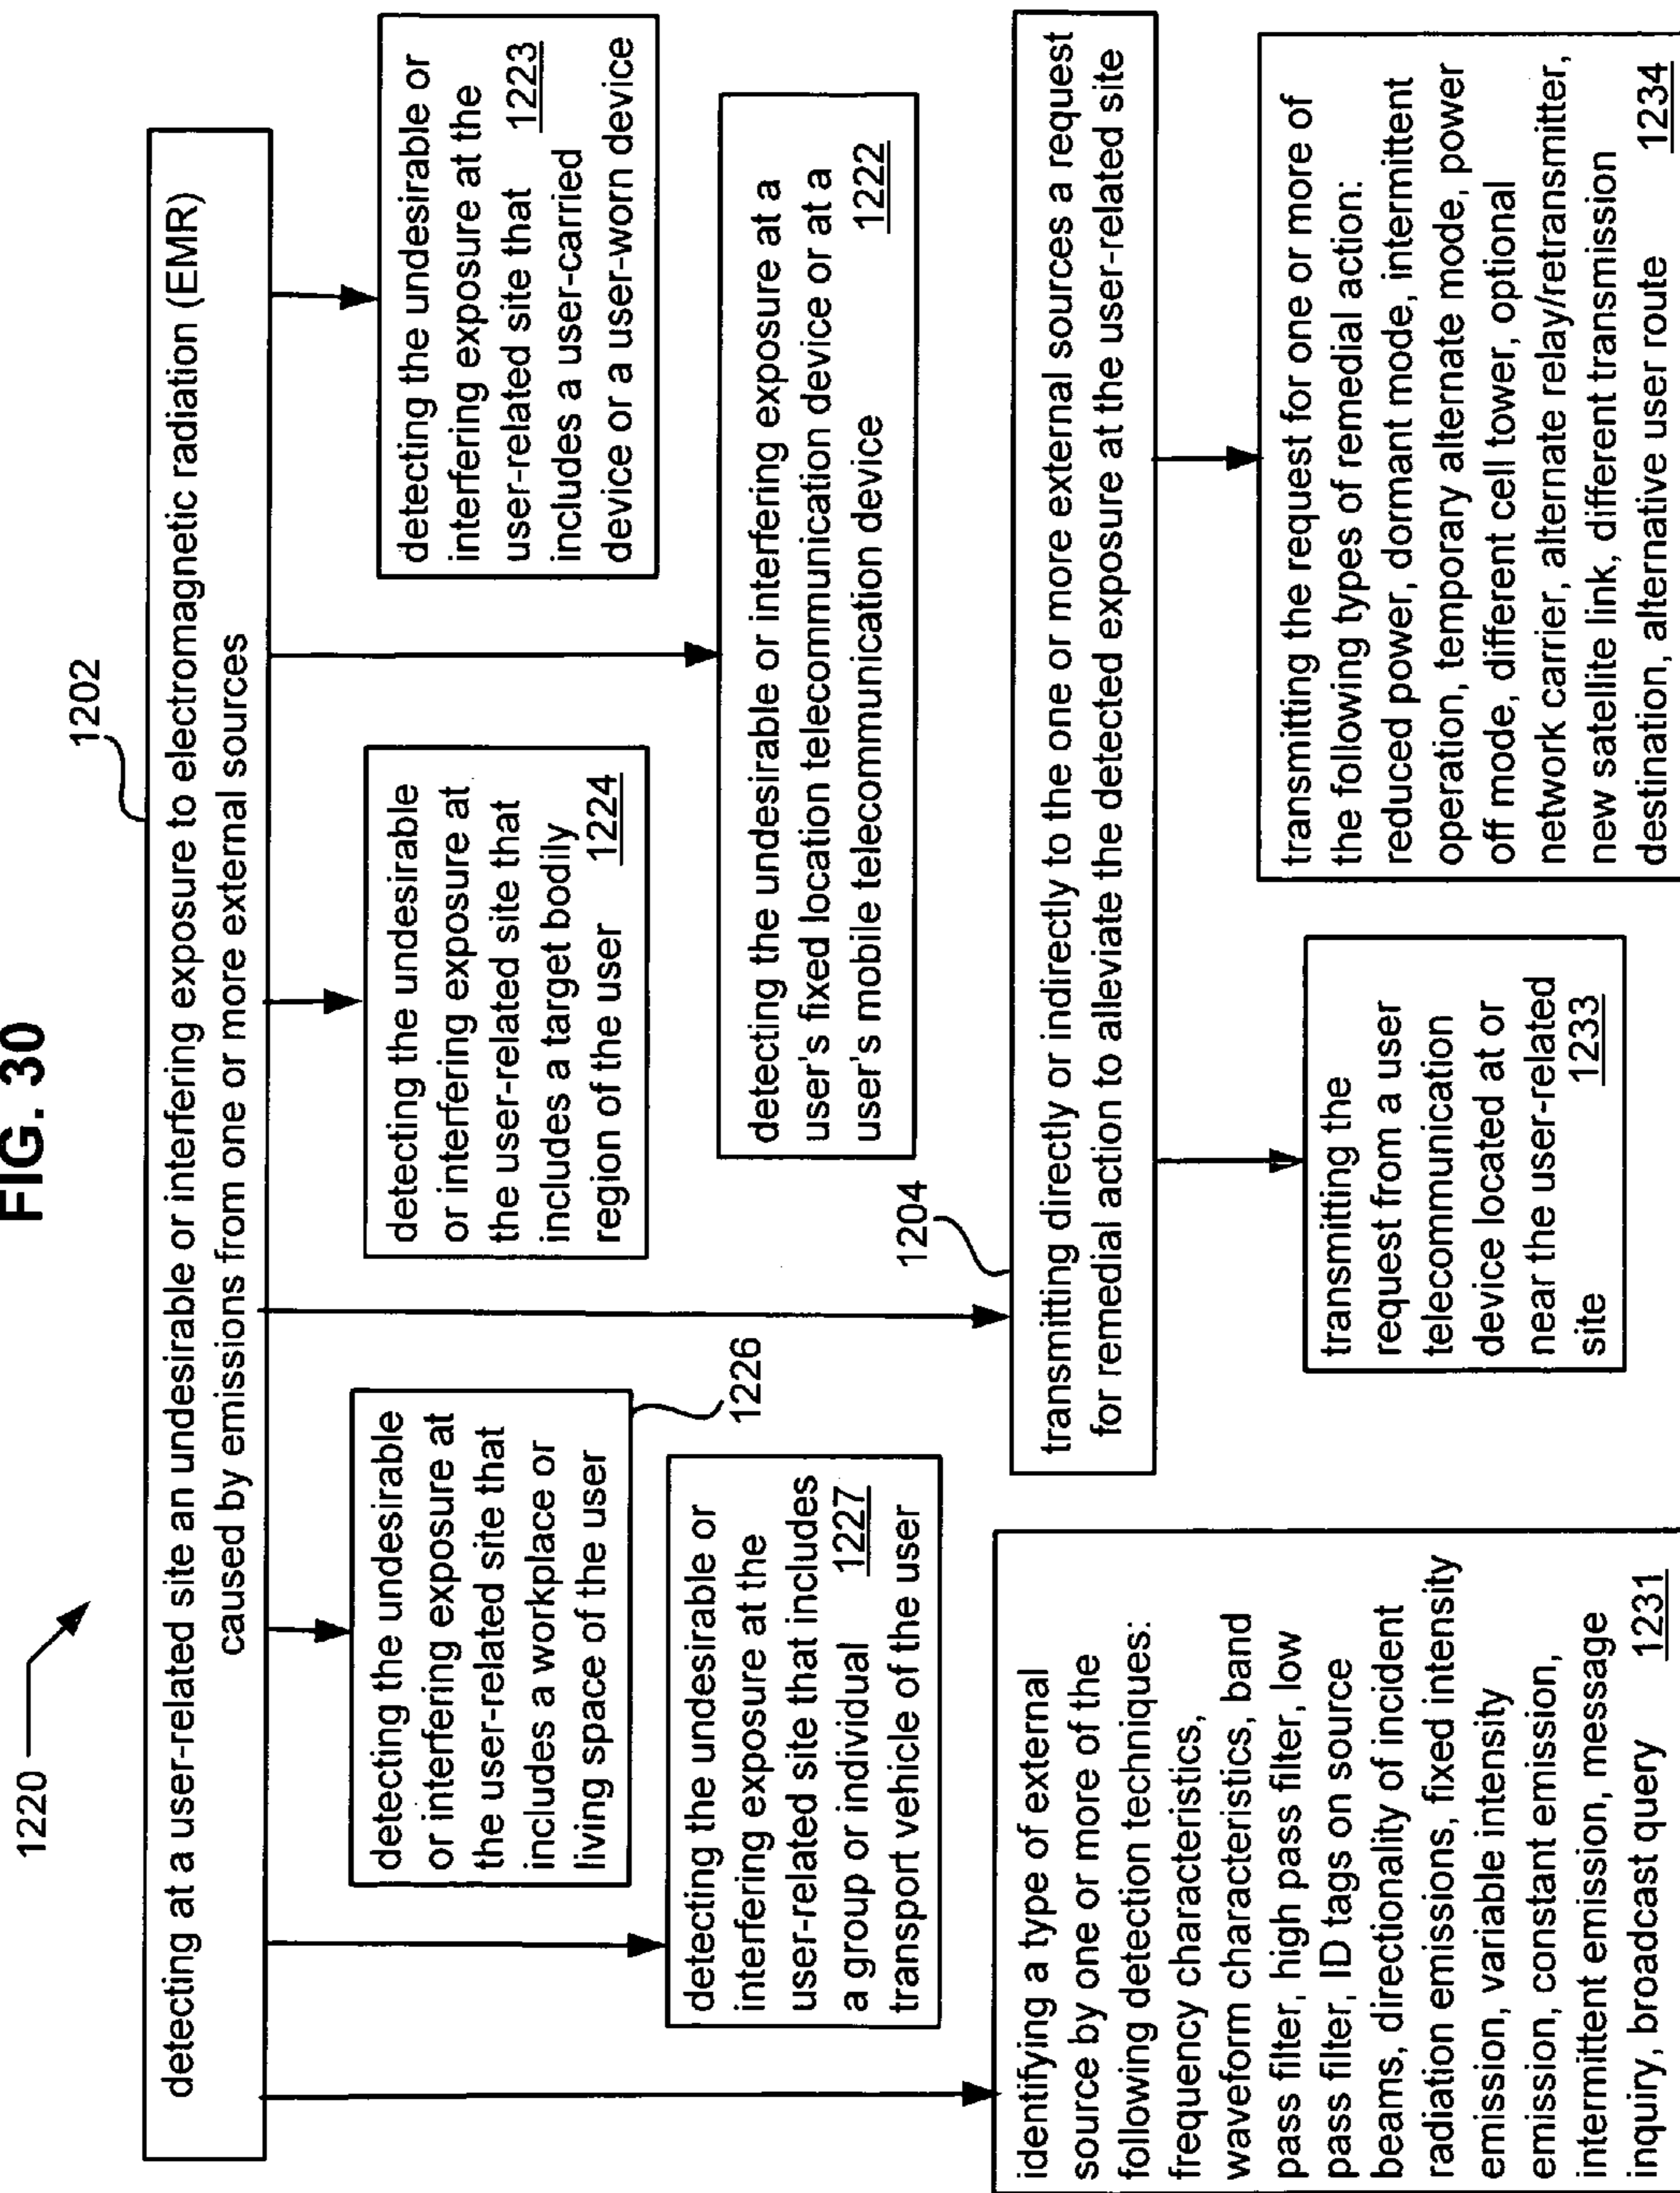 FIG. 30
1220
1202
detecting at a user-related site an undesirable or interfering exposure to electromagnetic radiation (EMR)
caused by emissions from one or more external sources
detecting the undesirable
or interfering exposure at
the user-related site that
includes a workplace or
living space of the user
1226
detecting the undesirable
or interfering exposure at
the user-related site that
includes a target bodily
region of the user 1224
detecting the undesirable or
interfering exposure at the
user-related site that 1223
includes a user-carried
device or a user-worn device
detecting the undesirable or
interfering exposure at the
user-related site that includes
a group or individual 1227
transport vehicle of the user
detecting the undesirable or interfering exposure at a
user's fixed location telecommunication device or at a
user's mobile telecommunication device 1222
1204
transmitting directly or indirectly to the one or more external sources a request
for remedial action to alleviate the detected exposure at the user-related site
identifying a type of external
source by one or more of the
following detection techniques:
frequency characteristics,
waveform characteristics, band
pass filter, high pass filter, low
pass filter, ID tags on source
beams, directionality of incident
radiation emissions, fixed intensity
emission, variable intensity
emission, constant emission,
intermittent emission, message
inquiry, broadcast query 1231
transmitting the
request from a user
telecommunication
device located at or
near the user-related
site 1233
transmitting the request for one or more of
the following types of remedial action:
reduced power, dormant mode, intermittent
operation, temporary alternate mode, power
off mode, different cell tower, optional
network carrier, alternate relay/retransmitter,
new satellite link, different transmission
destination, alternative user route 1234